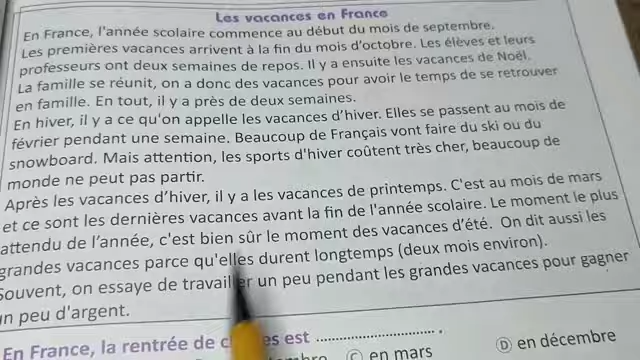 Les vacances en France
En France, l'année scolaire commence au début du mois de septembre.
Les premières vacances arrivent à la fin du mois d'octobre. Les élèves et leurs
professeurs ont deux semaines de repos. Il y a ensuite les vacances de Noël.
La famille se réunit, on a donc des vacances pour avoir le temps de se retrouver
en famille. En tout, il y a près de deux semaines.
En hiver, il y a ce qu'on appelle les vacances d'hiver. Elles se passent au mois de
février pendant une semaine. Beaucoup de Français vont faire du ski ou du
snowboard. Mais attention, les sports d'hiver coûtent très cher, beaucoup de
monde ne peut pas partir.
Après les vacances d'hiver, il y a les vacances de printemps. C'est au mois de mars
et ce sont les dernières vacances avant la fin de l'année scolaire. Le moment le plus
attendu de l'année, c'est bien sûr le moment des vacances d'été. On dit aussi les
grandes vacances parce qu'elles durent longtemps (deux mois environ).
Souvent, on essaye de travailler un peu pendant les grandes vacances pour gagner
un peu d'argent.
En France, la rentrée de est ..............................
C en mars
D en décembre